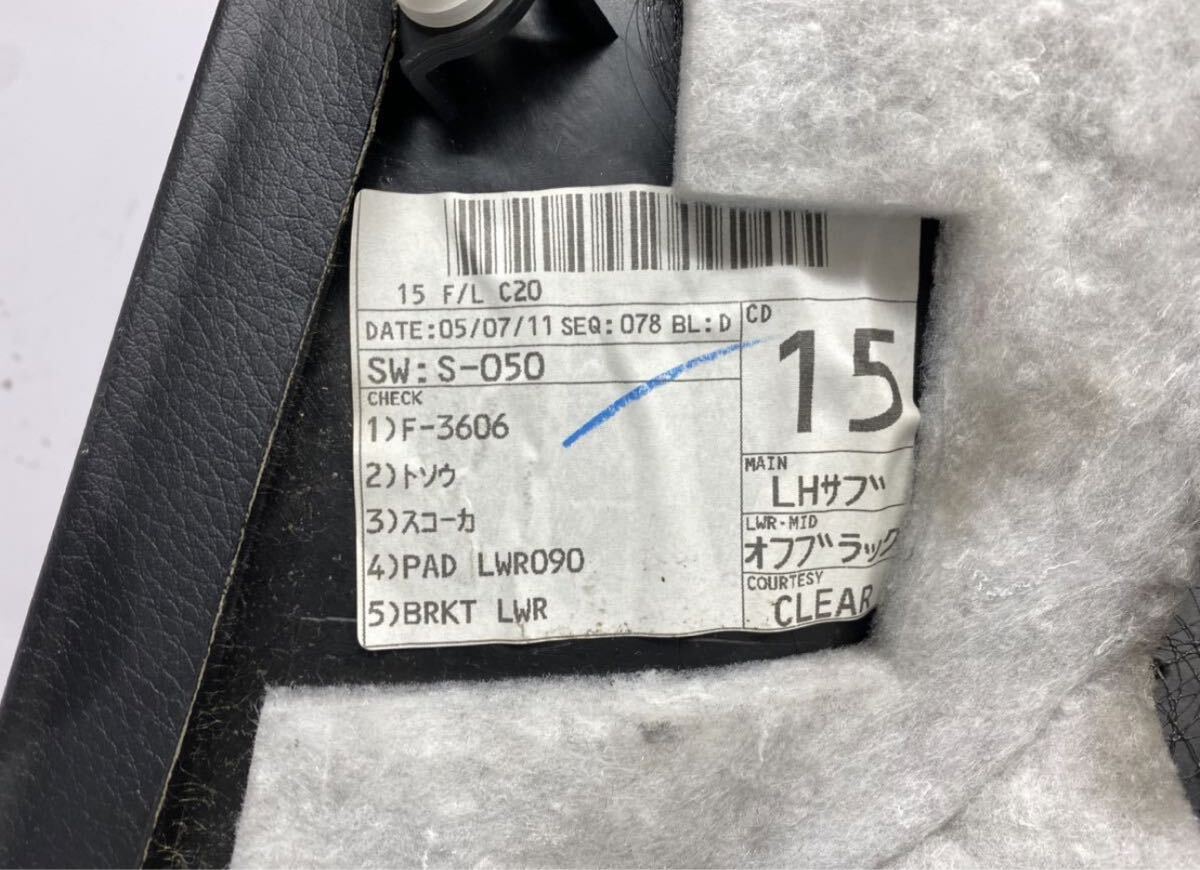 15 F/L C20
DATE:05/07/11 SEQ:078 BL:D
SW:S-050
CHECK
1)F-3606
2)トソウ
3)スコーカ
4)PAD LWR090
5)BRKT LWR
CD
15
MAIN
LHサブ
LWR・MID
オフブラック
COURTESY
CLEAR